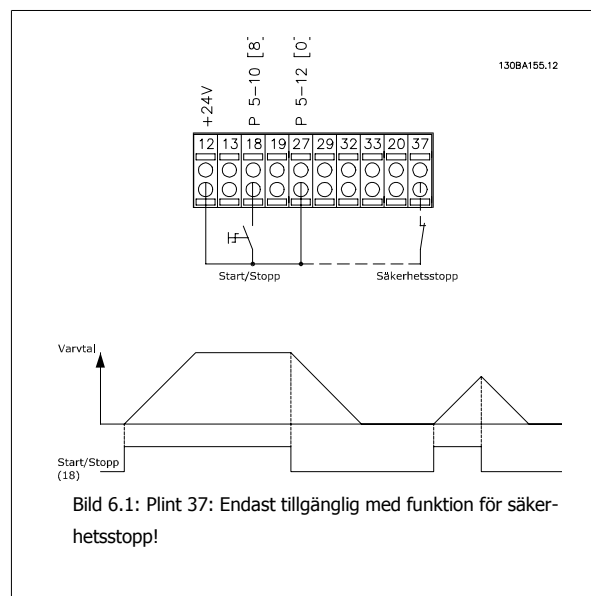 130BA155.12
+24V
P 5-10 [8]
P 5-12 [0]
12 13 18 19 27 29 32 33 20 37
Start/Stopp
Säkerhetsstopp
Varvtal
Start/Stopp
(18)
Bild 6.1: Plint 37: Endast tillgänglig med funktion för säker-
hetsstopp!